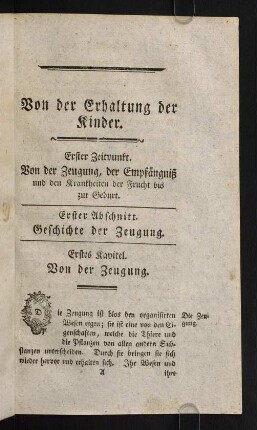 Von der Erhaltung der
Kinder.
Erster Zeitpunkt.
Von der Zeugung, der Empfängniß
und den Krankheiten der Frucht bis
zur Geburt.
Erster Abschnitt.
Geschichte der Zeugung.
Erstes Kapitel.
Von der Zeugung.
Die Zeugung ist blos den organisirten
Wesen eigen; sie ist eine von den Ei-
genschaften, welche die Thiere und
die Pflanzen von allen andern Sub-
stanzen unterscheiden. Durch sie bringen sie sich
wieder hervor und erhalten sich. Ihr Wesen und
A
ihre
Die Zeu-
gung.